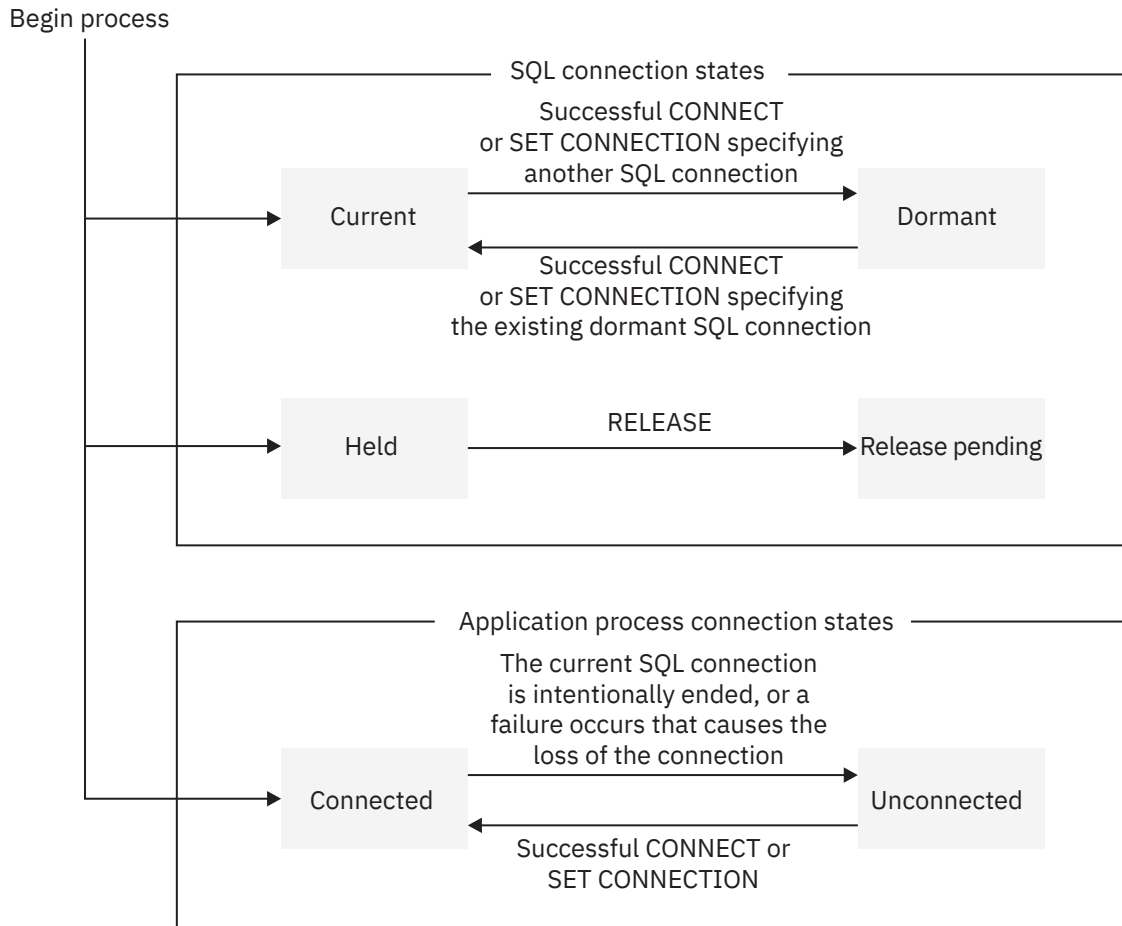 Begin process
SQL connection states
Successful CONNECT
or SET CONNECTION specifying
another SQL connection
Current
Dormant
Successful CONNECT
or SET CONNECTION specifying
the existing dormant SQL connection
RELEASE
Held
Release pending
Application process connection states
The current SQL connection
is intentionally ended, or a
failure occurs that causes the
loss of the connection
Connected
Unconnected
Successful CONNECT or
SET CONNECTION